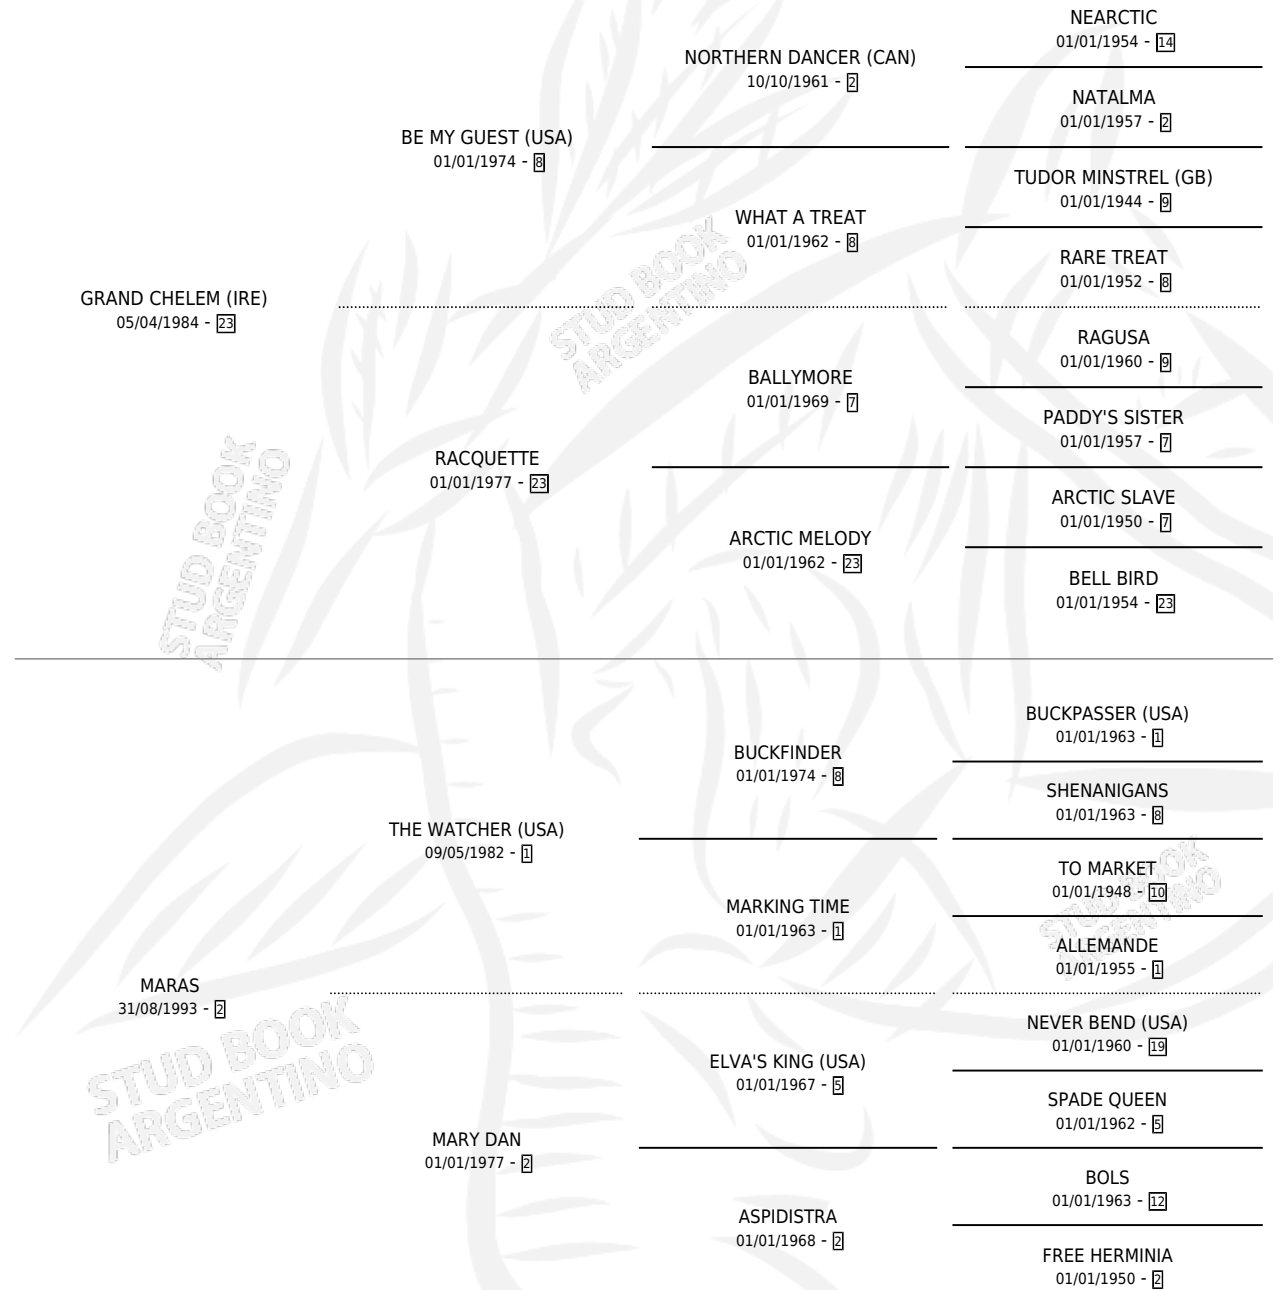 NEARCTIC
01/01/1954 - 14
NORTHERN DANCER (CAN)
10/10/1961 - 2
NATALMA
01/01/1957 - 2
BE MY GUEST (USA)
01/01/1974 - 8
TUDOR MINSTREL (GB)
01/01/1944 - 9
WHAT A TREAT
01/01/1962 - 8
RARE TREAT
01/01/1952 - 8
GRAND CHELEM (IRE)
05/04/1984 - 23
STUD BOOK
ARGENTINO
RAGUSA
01/01/1960 - 9
BALLYMORE
01/01/1969 - 7
PADDY'S SISTER
01/01/1957 - 7
RACQUETTE
01/01/1977 - 23
ARCTIC SLAVE
01/01/1950 - 7
ARCTIC MELODY
01/01/1962 - 23
BELL BIRD
01/01/1954 - 23
STUD BOOK
ARGENTINO
BUCKPASSER (USA)
01/01/1963 - 1
BUCKFINDER
01/01/1974 - 8
SHENANIGANS
01/01/1963 - 8
THE WATCHER (USA)
09/05/1982 - 1
TO MARKET
01/01/1948 - 10
MARKING TIME
01/01/1963 - 1
STUD BOOK
ARGENTINO
ALLEMANDE
01/01/1955 - 1
MARAS
31/08/1993 - 2
NEVER BEND (USA)
01/01/1960 - 19
ELVA'S KING (USA)
01/01/1967 - 5
SPADE QUEEN
01/01/1962 - 5
STUD BOOK
ARGENTINO
MARY DAN
01/01/1977 - 2
BOLS
01/01/1963 - 12
ASPIDISTRA
01/01/1968 - 2
FREE HERMINIA
01/01/1950 - 2